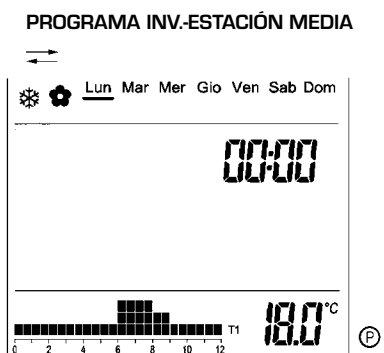 PROGRAMA INV.-ESTACIÓN MEDIA
Lun Mar Mer Gio Ven Sab Dom
00:00
T1 18.0°C
P
0 2 4 6 8 10 12